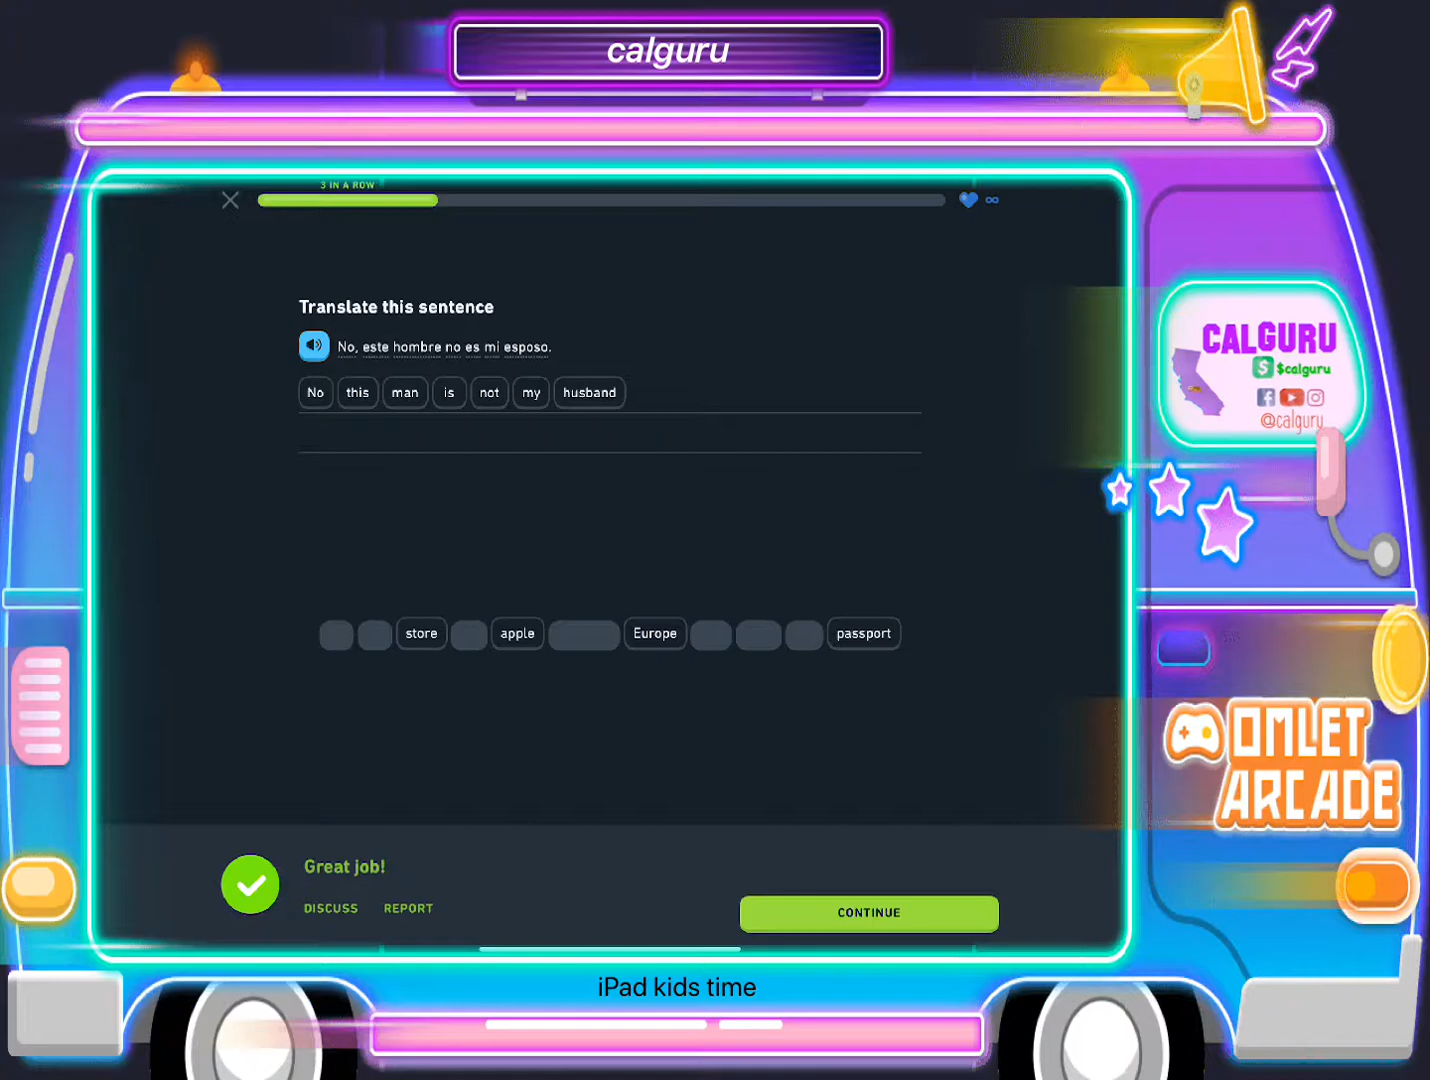 calguru
3 IN A ROW
Translate this sentence
No, este hombre no es mi esposo.
No this man is not my husband
store apple Europe passport
Great job!
DISCUSS REPORT
CONTINUE
iPad kids time
CALGURU
$ $calguru
@calguru
OMLET
ARCADE